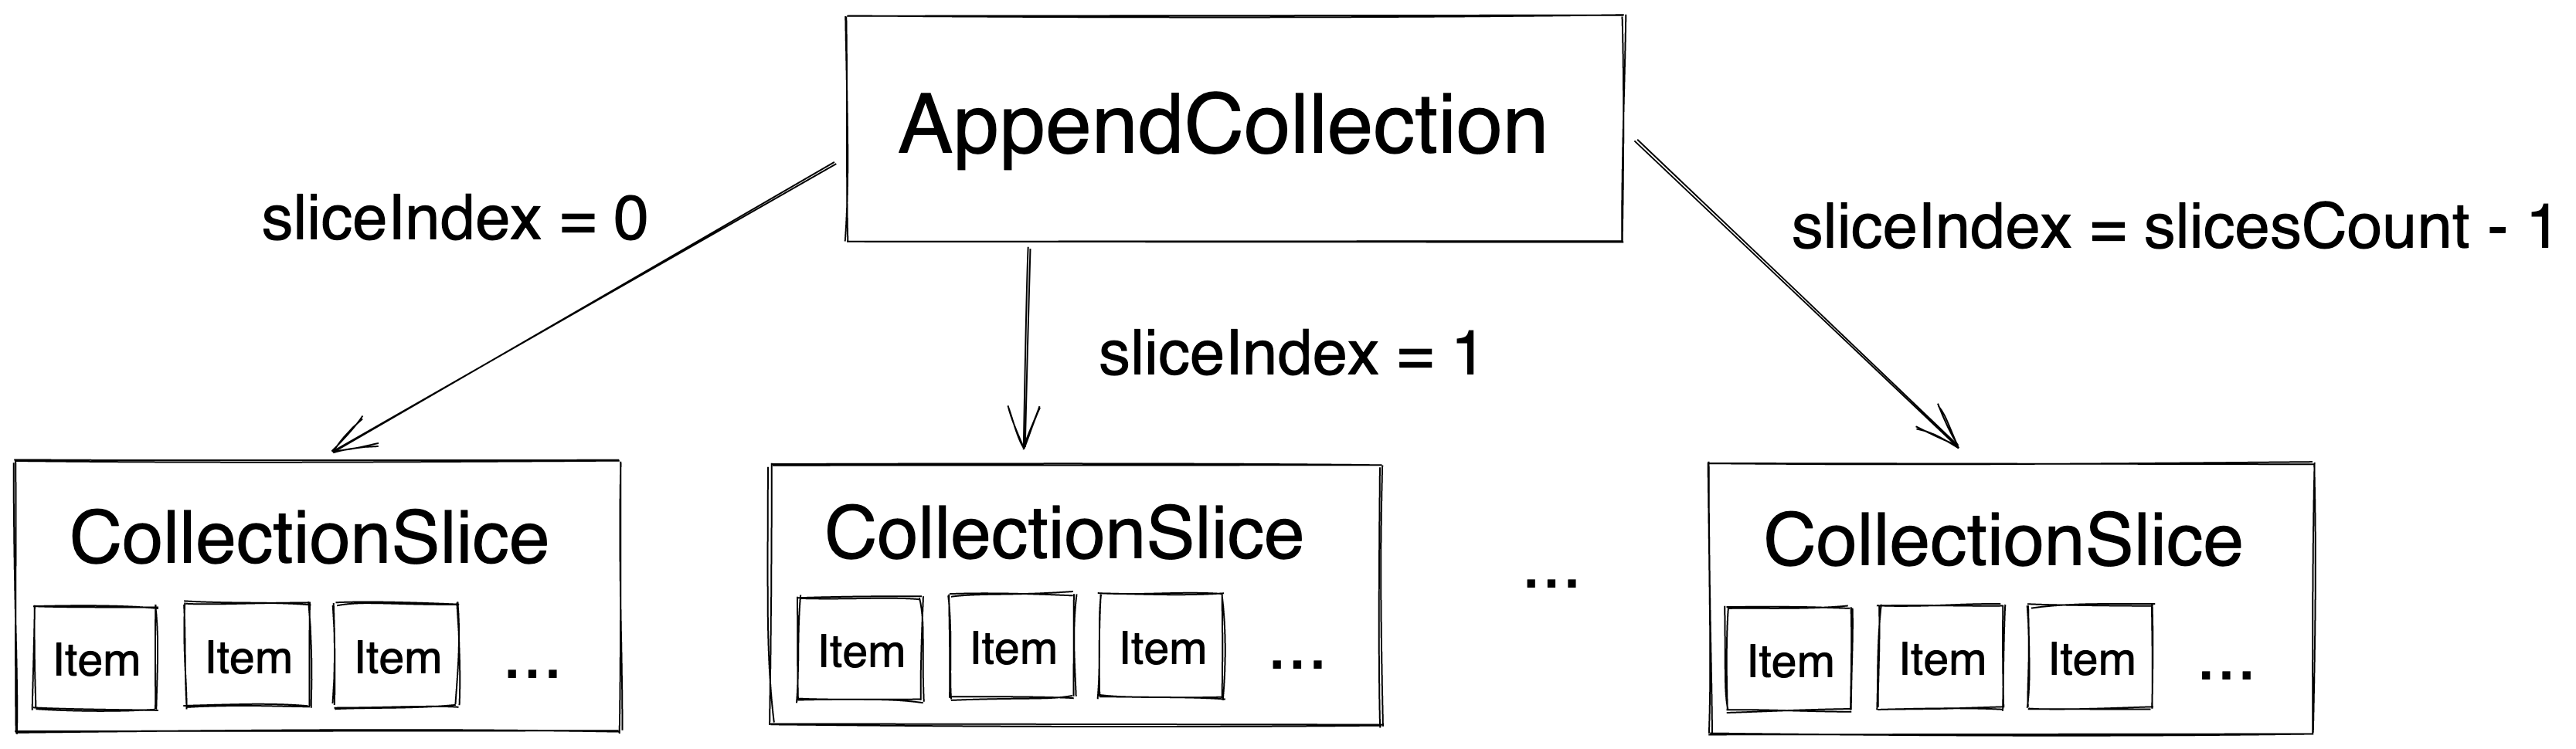 AppendCollection
sliceIndex = 0
sliceIndex = slicesCount - 1
sliceIndex = 1
CollectionSlice
Item Item Item ...
CollectionSlice
Item Item Item ...
...
CollectionSlice
Item Item Item ...